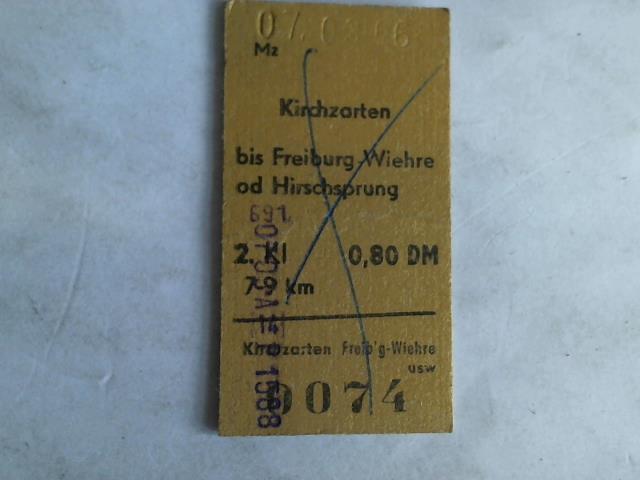 Mz
Kirchzarten
bis Freiburg-Wiehre
od Hirschsprung
2. Kl 0,80 DM
7-9 km
Kirchzarten Freib'g-Wiehre
usw
0074